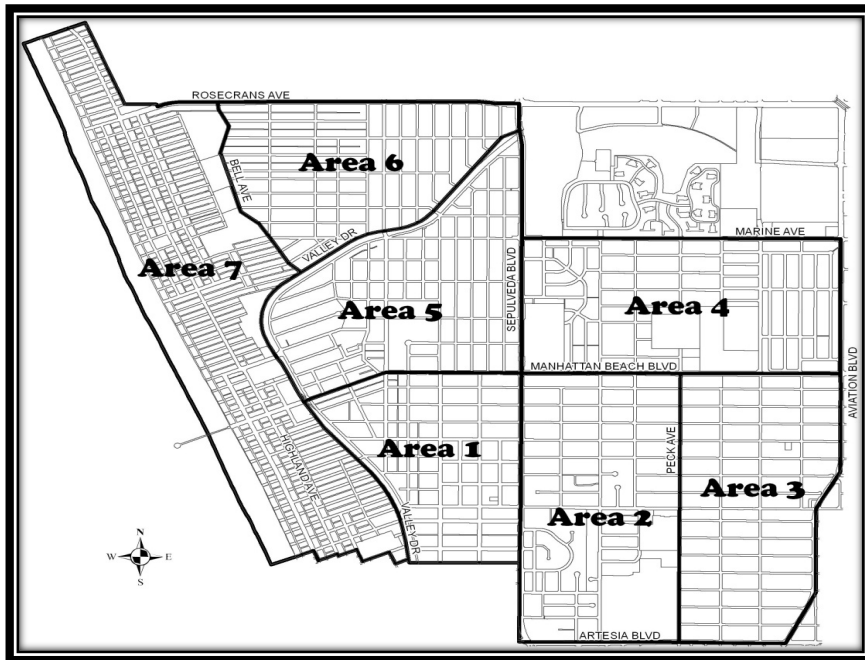 ROSECRANS AVE
Area 6
BELL AVE
VALLEY DR
MARINE AVE
Area 7
Area 5
SEPULVEDA BLVD
Area 4
MANHATTAN BEACH BLVD
AVIATION BLVD
HIGHLAND AVE
Area 1
PECK AVE
Area 3
VALLEY DR
Area 2
N
W
E
S
ARTESIA BLVD